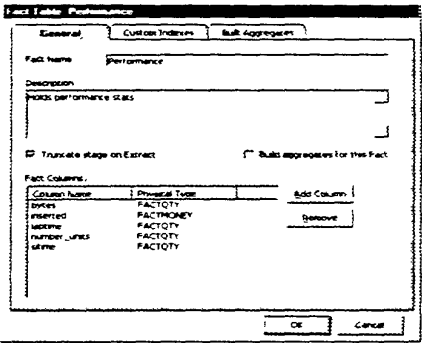 Fact Table Performance
General Custom Indexes Built Aggregates
Fact Name Performance
Description
Holds performance stats
Truncate stage on Extract Build aggregates for this Fact
Fact Columns:
Column Name Physical Type Add Column
bytes FACTQTY
inserted FACTMONEY Remove
laptime FACTQTY
number_units FACTQTY
sitime FACTQTY
OK Cancel